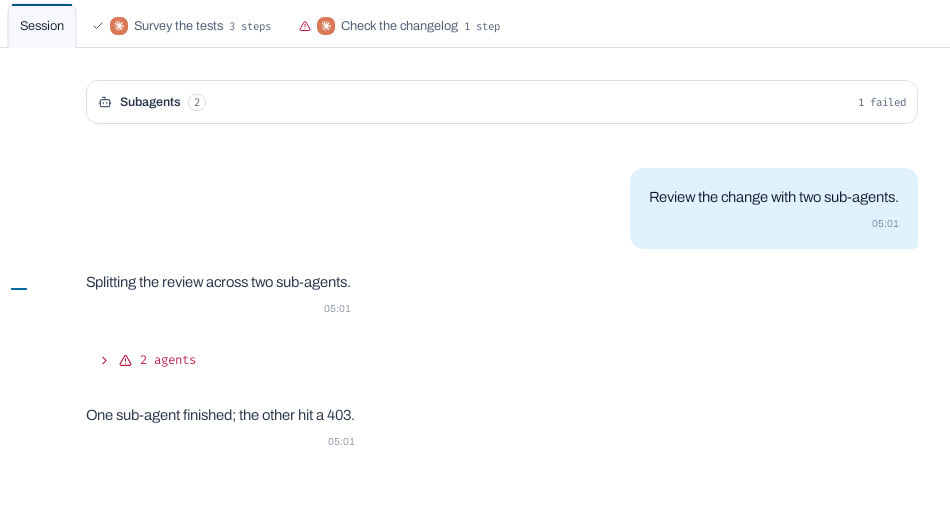 Session
Survey the tests 3 steps
Check the changelog 1 step
Subagents 2
1 failed
Review the change with two sub-agents.
05:01
Splitting the review across two sub-agents.
05:01
2 agents
One sub-agent finished; the other hit a 403.
05:01